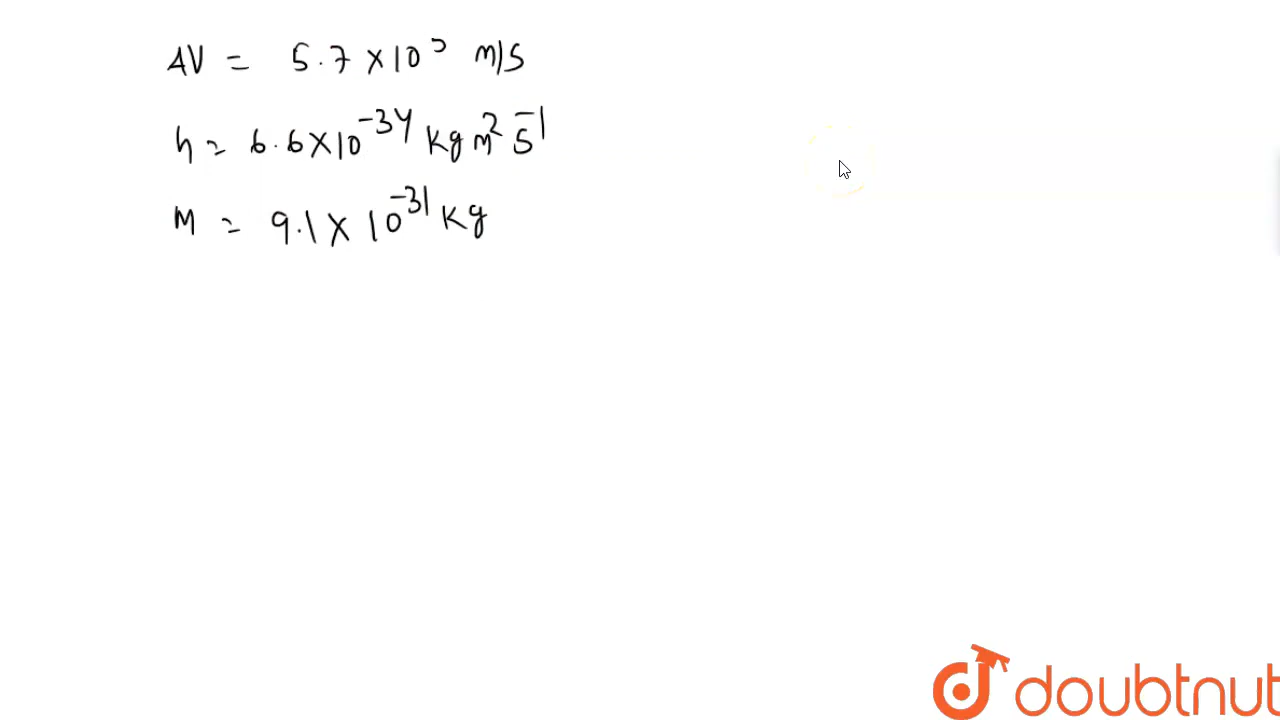 ΔV = 5.7 × 10⁵ m/s
h = 6.6 × 10⁻³⁴ kg m² s⁻¹
M = 9.1 × 10⁻³¹ kg
doubtnut